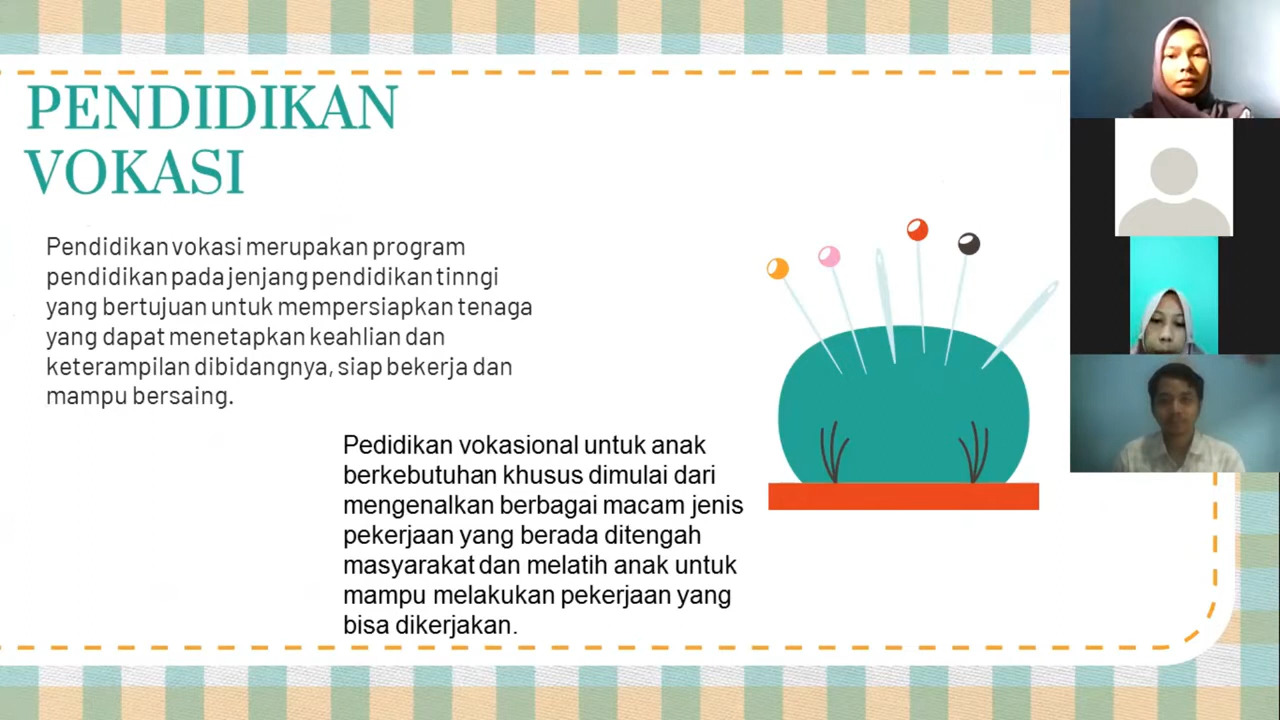 PENDIDIKAN
VOKASI
Pendidikan vokasi merupakan program
pendidikan pada jenjang pendidikan tinngi
yang bertujuan untuk mempersiapkan tenaga
yang dapat menetapkan keahlian dan
keterampilan dibidangnya, siap bekerja dan
mampu bersaing.
Pedidikan vokasional untuk anak
berkebutuhan khusus dimulai dari
mengenalkan berbagai macam jenis
pekerjaan yang berada ditengah
masyarakat dan melatih anak untuk
mampu melakukan pekerjaan yang
bisa dikerjakan.